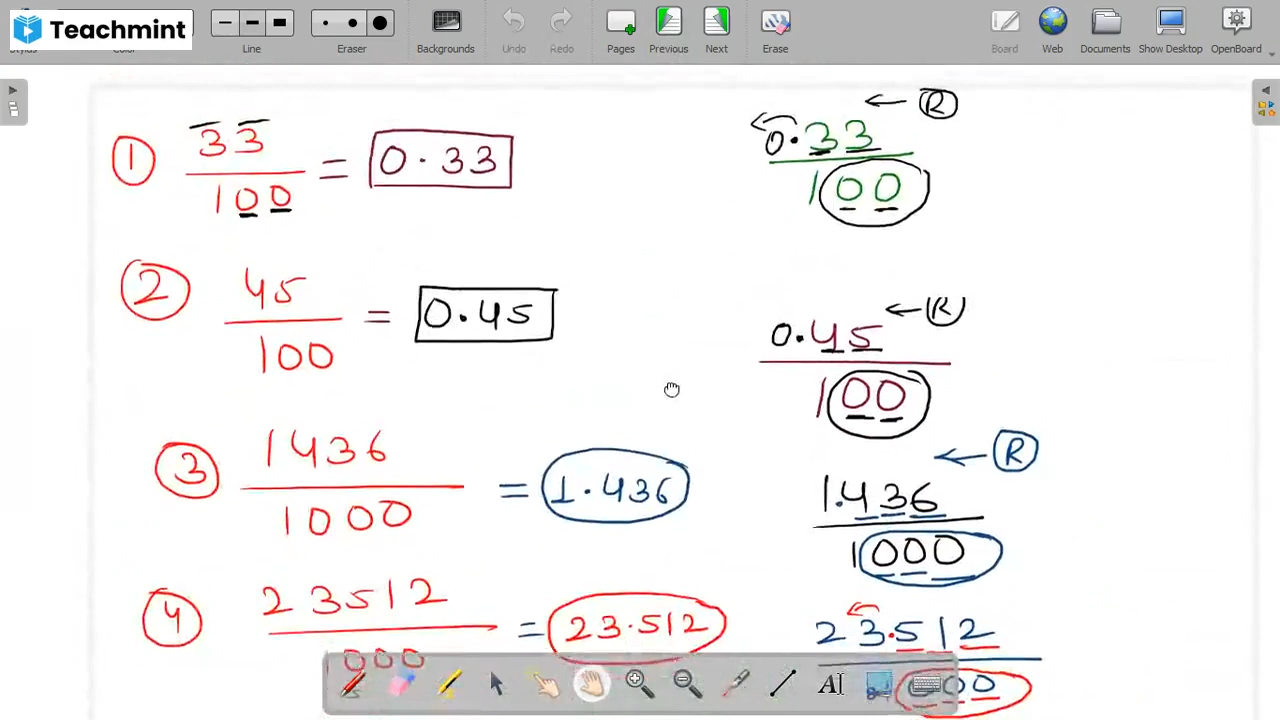 Teachmint
Line
Eraser
Backgrounds
Undo
Redo
Pages
Previous
Next
Erase
Board
Web
Documents
Show Desktop
OpenBoard
① 33/100 = 0.33
0.33/100 ← R
② 45/100 = 0.45
0.45/100 ← R
③ 1436/1000 = 1.436
1.436/1000 ← R
④ 23512/000 = 23.512
23.512/00